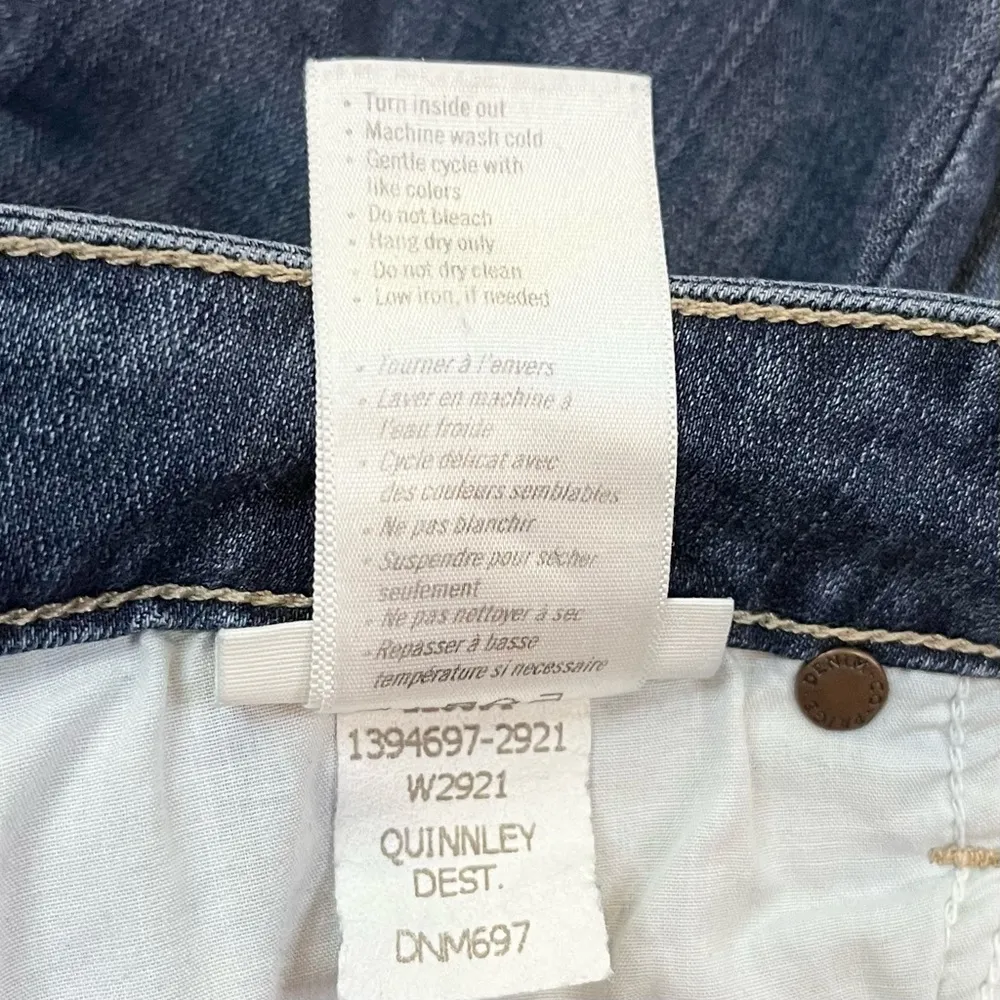 • Turn inside out
• Machine wash cold
• Gentle cycle with
like colors
• Do not bleach
• Hang dry only
• Do not dry clean
• Low iron, if needed
• Tourner à l'envers
• Laver en machine à
l'eau froide
• Cycle délicat avec
des couleurs semblables
• Ne pas blanchir
• Suspendre pour sécher
seulement
• Ne pas nettoyer à sec
• Repasser à basse
température si necessaire
1394697-2921
W2921
QUINNLEY
DEST.
DNM697
DENIM·CO·